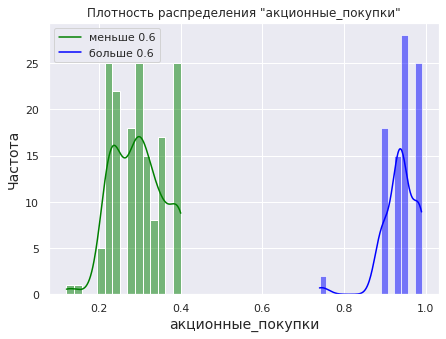 Плотность распределения "акционные_покупки"
меньше 0.6
больше 0.6
Частота
25
20
15
10
5
0
0.2 0.4 0.6 0.8 1.0
акционные_покупки